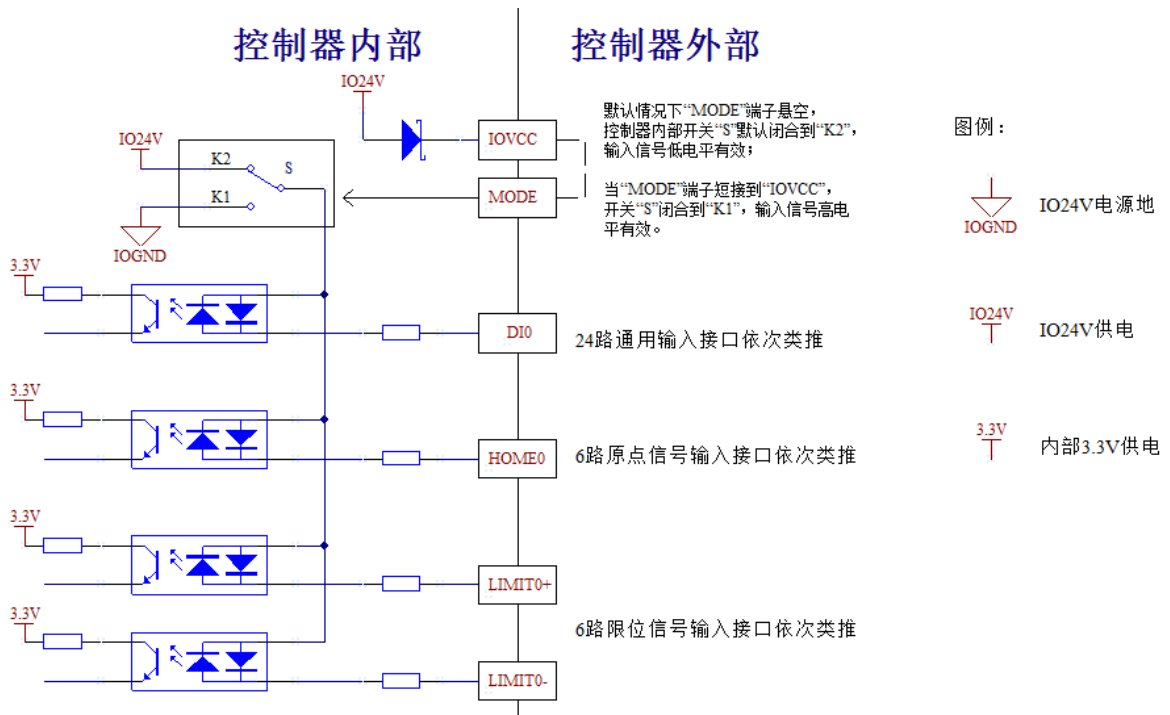 控制器内部
控制器外部
IO24V
IO24V
K2
S
K1
IOGND
IOVCC
MODE
默认情况下“MODE”端子悬空，
控制器内部开关“S”默认闭合到“K2”，
输入信号低电平有效；
当“MODE”端子短接到“IOVCC”，
开关“S”闭合到“K1”，输入信号高电
平有效。
图例：
IOGND
IO24V电源地
IO24V
IO24V供电
3.3V
内部3.3V供电
3.3V
DI0
24路通用输入接口依次类推
3.3V
HOME0
6路原点信号输入接口依次类推
3.3V
LIMIT0+
6路限位信号输入接口依次类推
3.3V
LIMIT0-